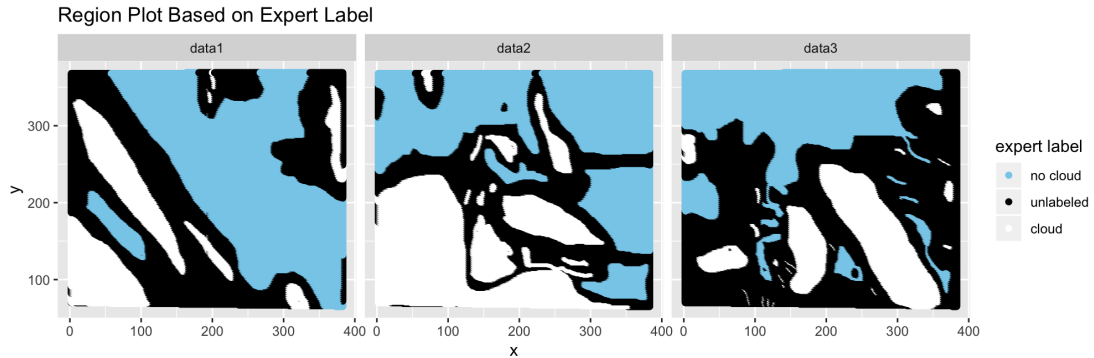 Region Plot Based on Expert Label
data1 data2 data3
300
200
100
y
0 100 200 300 400 0 100 200 300 400 0 100 200 300 400
x
expert label
no cloud
unlabeled
cloud